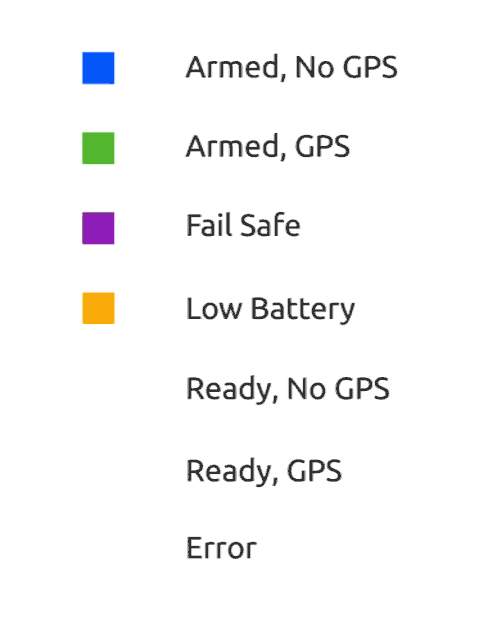 Armed, No GPS
Armed, GPS
Fail Safe
Low Battery
Ready, No GPS
Ready, GPS
Error